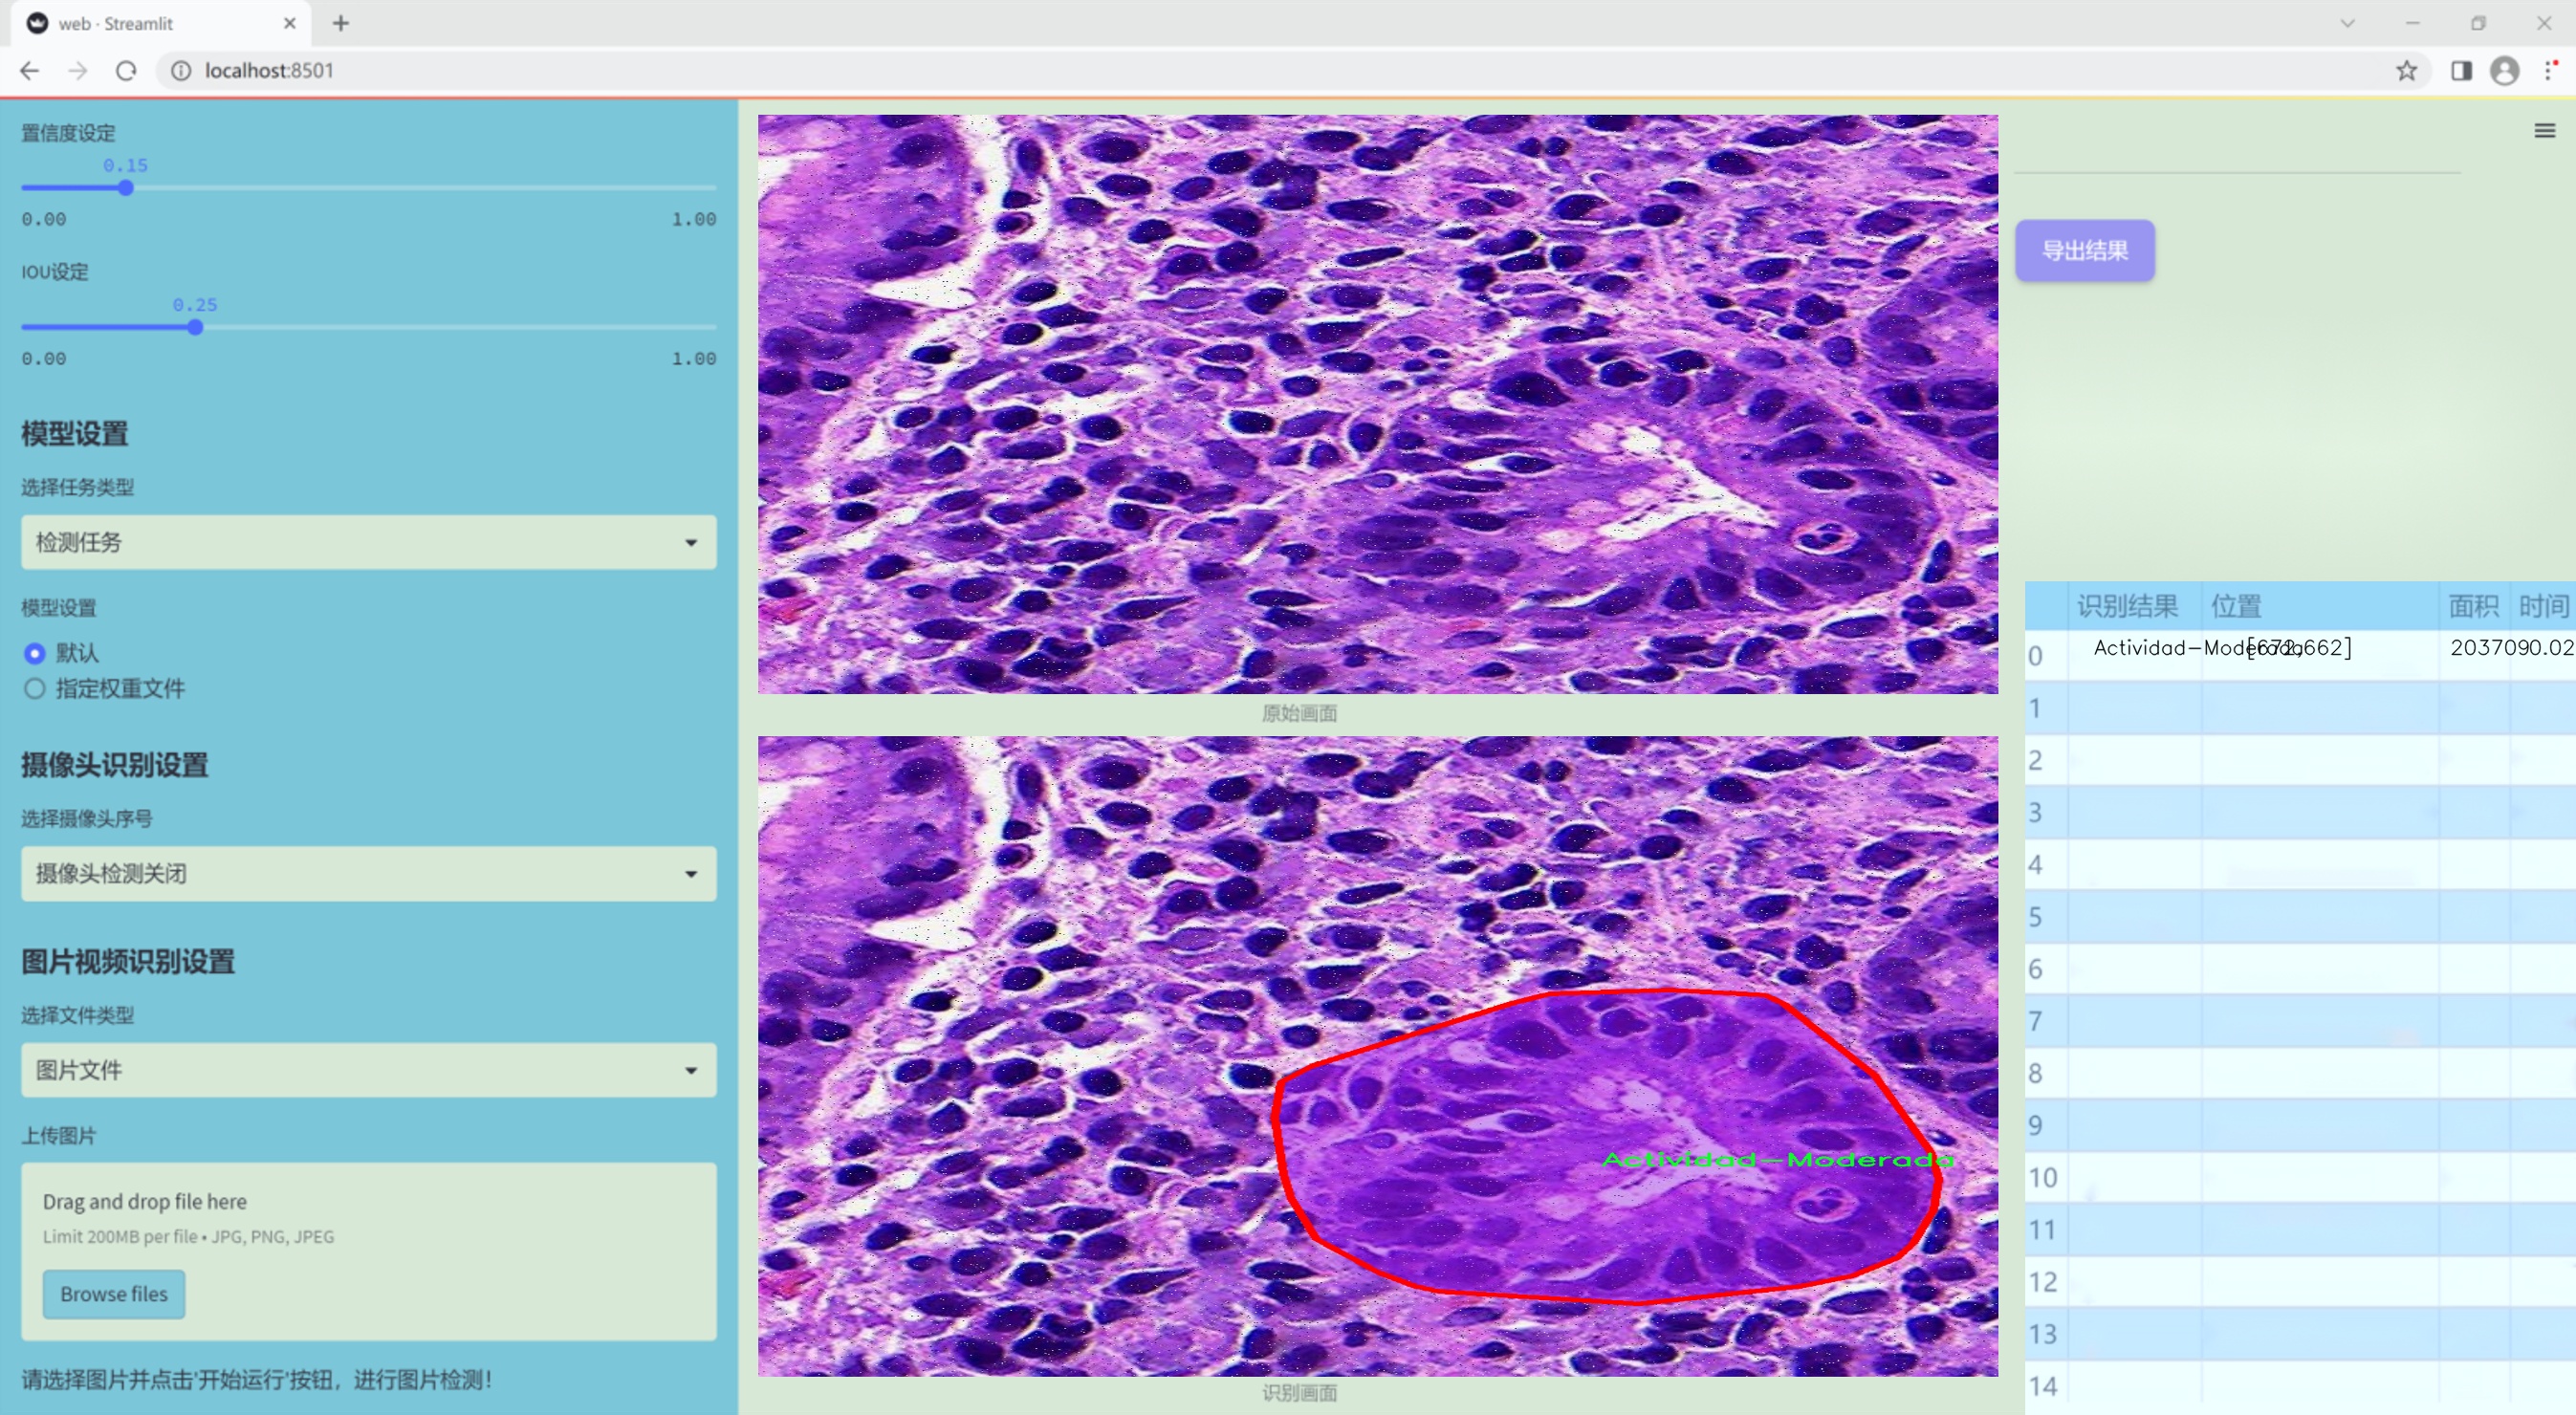 web · Streamlit
localhost:8501
置信度设定
0.15
0.00 1.00
IOU设定
0.25
0.00 1.00
模型设置
选择任务类型
检测任务
模型设置
默认
指定权重文件
摄像头识别设置
选择摄像头序号
摄像头检测关闭
图片视频识别设置
选择文件类型
图片文件
上传图片
Drag and drop file here
Limit 200MB per file • JPG, PNG, JPEG
Browse files
请选择图片并点击'开始运行'按钮，进行图片检测！
原始画面
Actividad-Moderada
识别画面
导出结果
识别结果 位置 面积 时间
0 Actividad-Moderada [672,662] 2037090.02
1
2
3
4
5
6
7
8
9
10
11
12
13
14